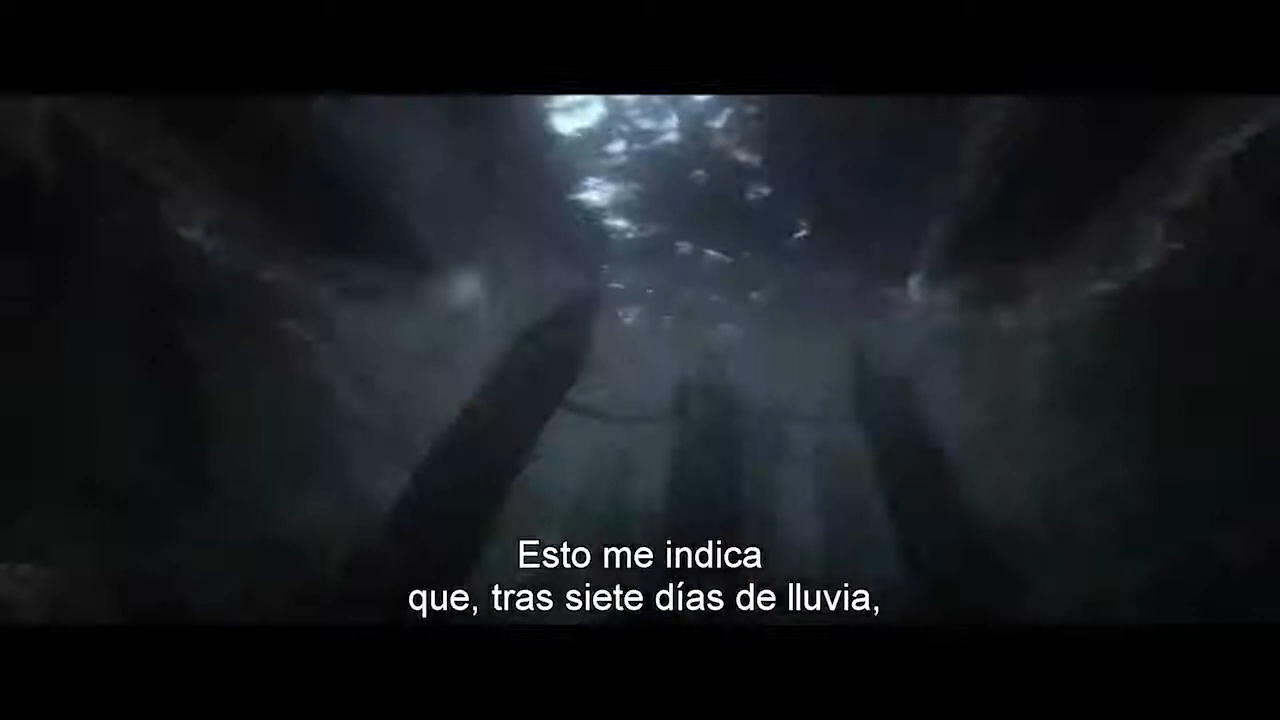 Esto me indica
que, tras siete días de lluvia,